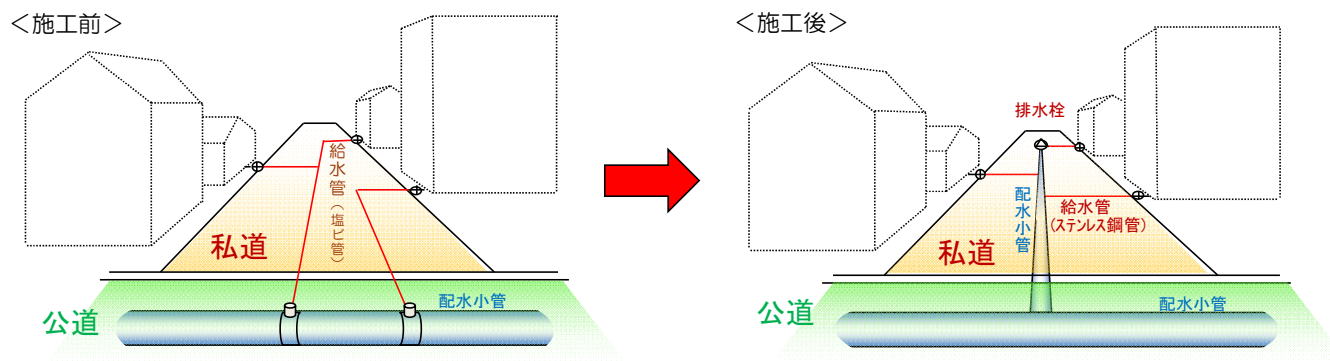 <施工前>
給水管(塩ビ管)
私道
配水小管
公道
<施工後>
排水栓
配水小管
給水管
(ステンレス鋼管)
私道
配水小管
公道